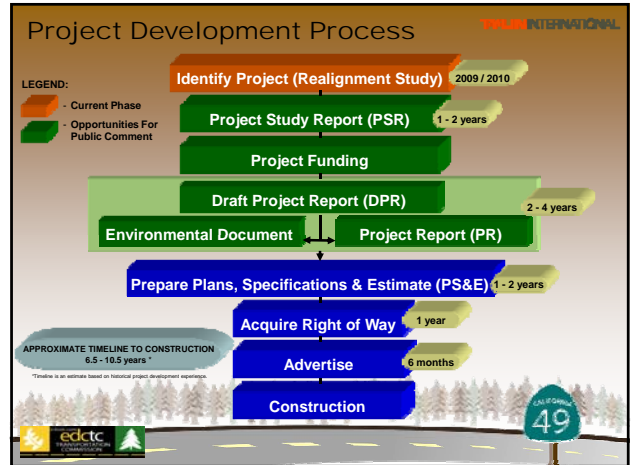 Project Development Process
INTERNATIONAL
Identify Project (Realignment Study)
2009 / 2010
LEGEND:
- Current Phase
- Opportunities For
Public Comment
Project Study Report (PSR)
1 - 2 years
Project Funding
Draft Project Report (DPR)
2 - 4 years
Environmental Document
Project Report (PR)
Prepare Plans, Specifications & Estimate (PS&E)
1 - 2 years
Acquire Right of Way
1 year
APPROXIMATE TIMELINE TO CONSTRUCTION
6.5 - 10.5 years *
Advertise
6 months
*Timeline is an estimate based on historical project development experience.
Construction
CALIFORNIA
49
edctc
TRANSPORTATION
COMMISSION